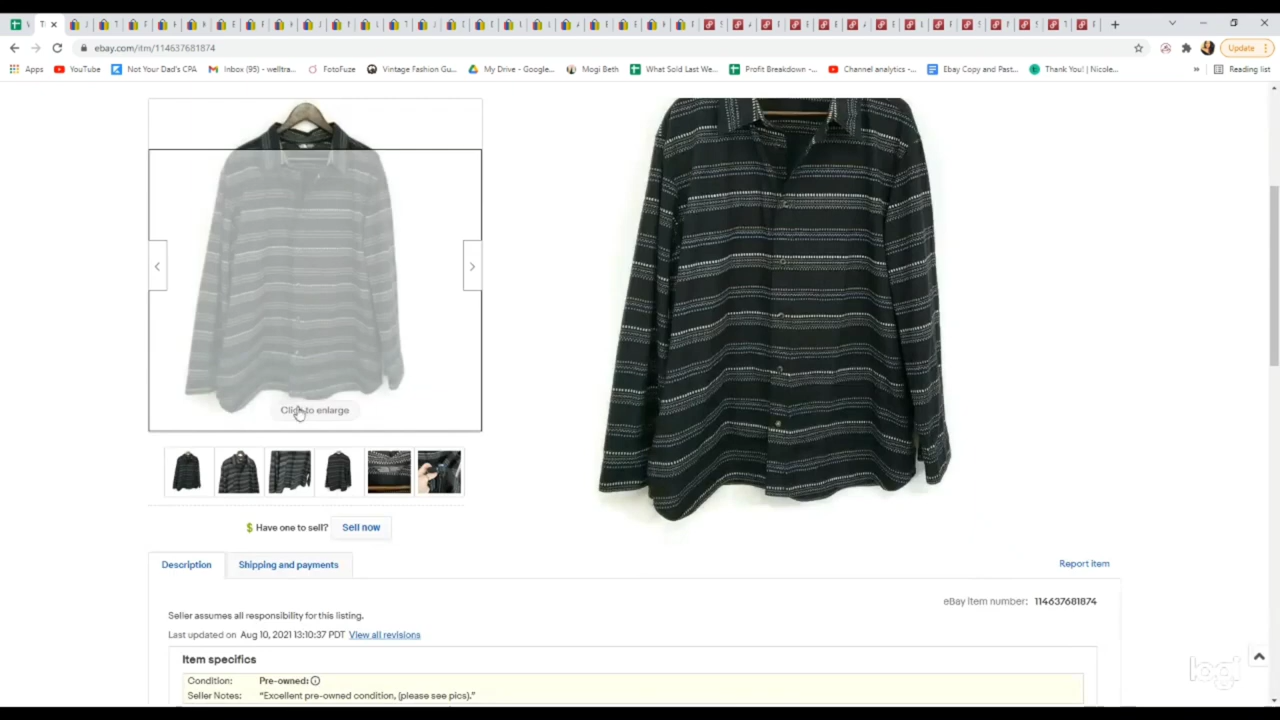 ebay.com/itm/114637681874
Update
Apps
YouTube
Not Your Dad's CPA
Inbox (95) - welltra...
FotoFuze
Vintage Fashion Gu...
My Drive - Google...
Mogi Beth
What Sold Last We...
Profit Breakdown -...
Channel analytics -...
Ebay Copy and Past...
Thank You! | Nicole...
»
Reading list
Click to enlarge
$ Have one to sell? Sell now
Description
Shipping and payments
Report item
eBay item number: 114637681874
Seller assumes all responsibility for this listing.
Last updated on Aug 10, 2021 13:10:37 PDT View all revisions
Item specifics
Condition: Pre-owned:
Seller Notes: "Excellent pre-owned condition, (please see pics)."
logi